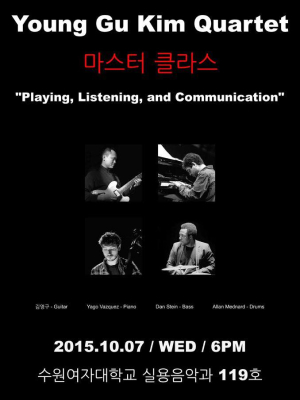 Young Gu Kim Quartet
마스터 클라스
"Playing, Listening, and Communication"
김영구 - Guitar Yago Vazquez - Piano Dan Stein - Bass Allan Mednard - Drums
2015.10.07 / WED / 6PM
수원여자대학교 실용음악과 119호